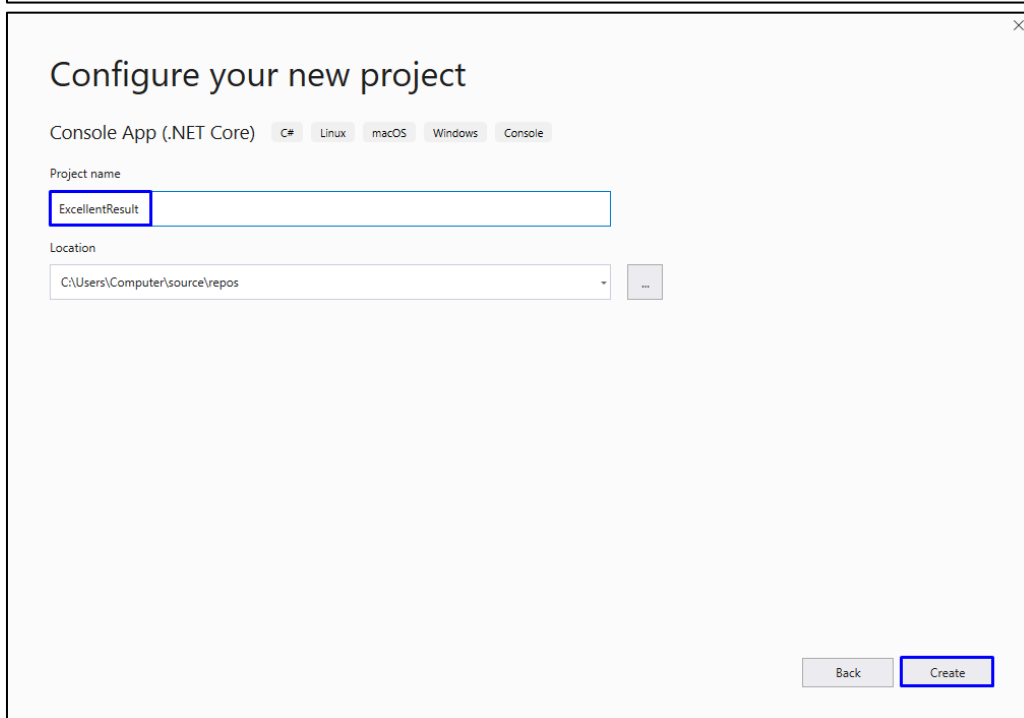 Configure your new project
Console App (.NET Core) C# Linux macOS Windows Console
Project name
ExcellentResult
Location
C:\Users\Computer\source\repos
...
Back Create